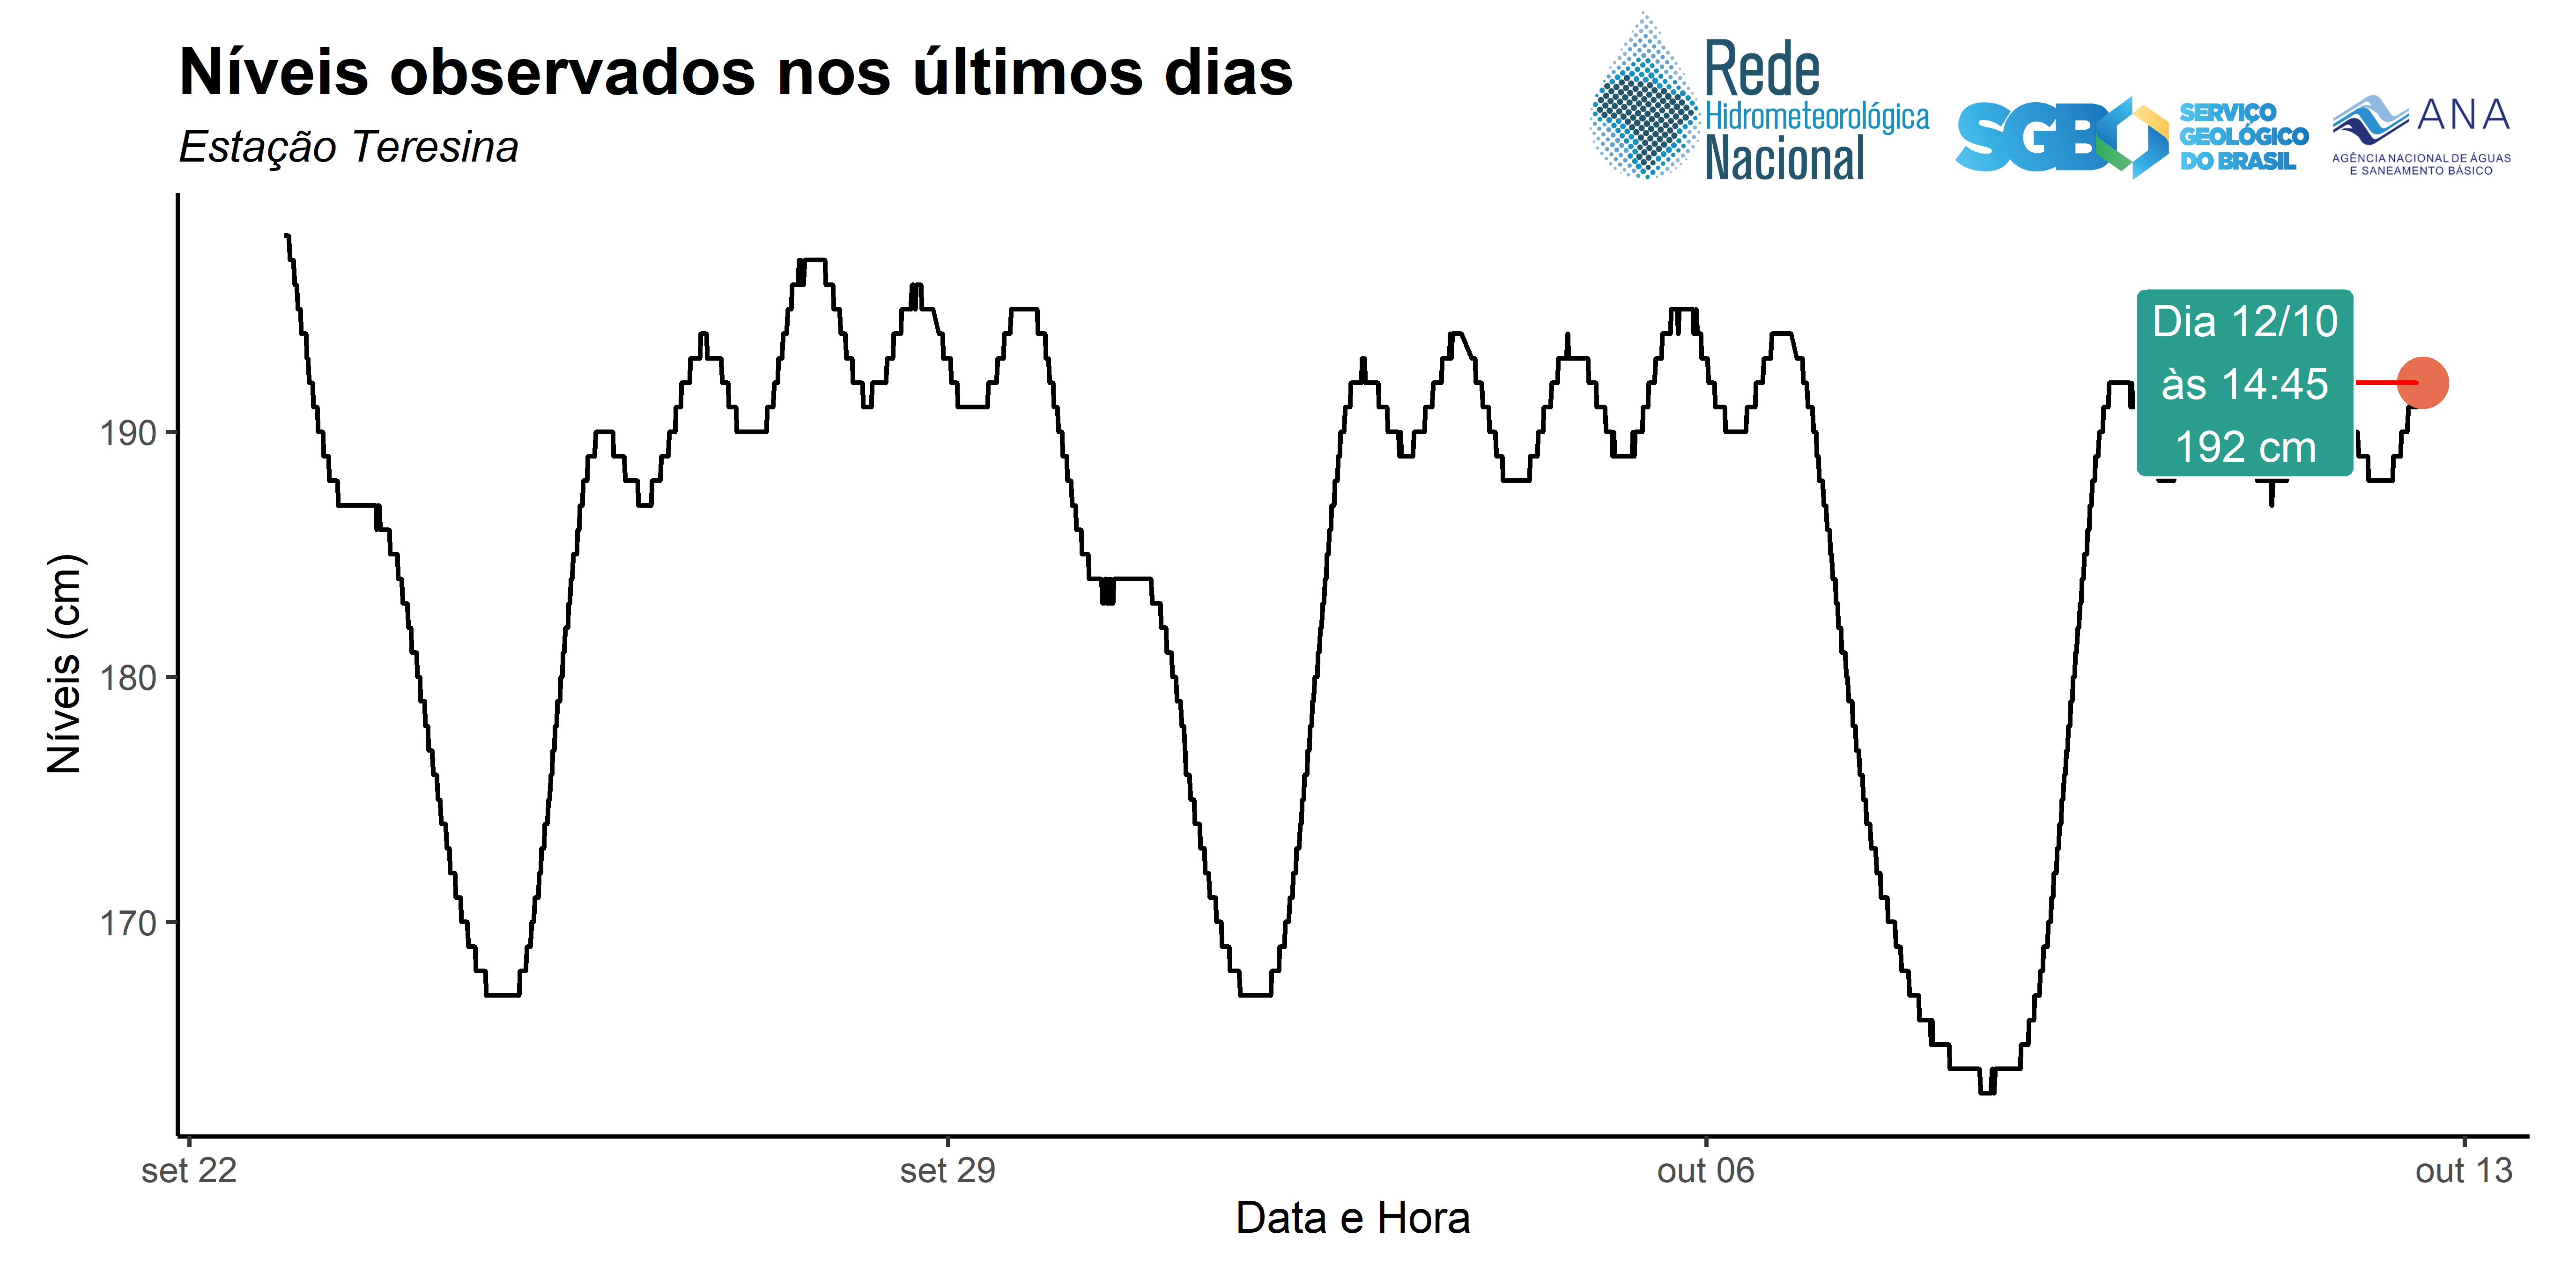 Níveis observados nos últimos dias
Estação Teresina
Rede
Hidrometeorológica
Nacional
SGB
SERVIÇO
GEOLÓGICO
DO BRASIL
ANA
AGÊNCIA NACIONAL DE ÁGUAS
E SANEAMENTO BÁSICO
Dia 12/10
às 14:45
192 cm
Níveis (cm)
190
180
170
set 22
set 29
out 06
out 13
Data e Hora